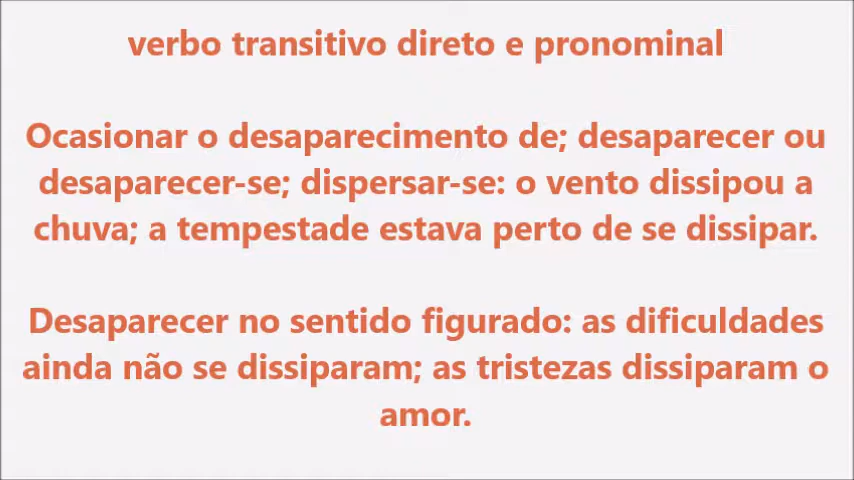 verbo transitivo direto e pronominal
Ocasionar o desaparecimento de; desaparecer ou
desaparecer-se; dispersar-se: o vento dissipou a
chuva; a tempestade estava perto de se dissipar.
Desaparecer no sentido figurado: as dificuldades
ainda não se dissiparam; as tristezas dissiparam o
amor.